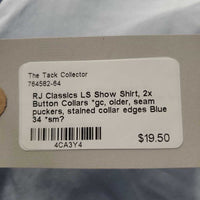 The Tack Collector
764582-64
RJ Classics LS Show Shirt, 2x
Button Collars *gc, older, seam
puckers, stained collar edges Blue
34 *sm?
$19.50
4CA3Y4